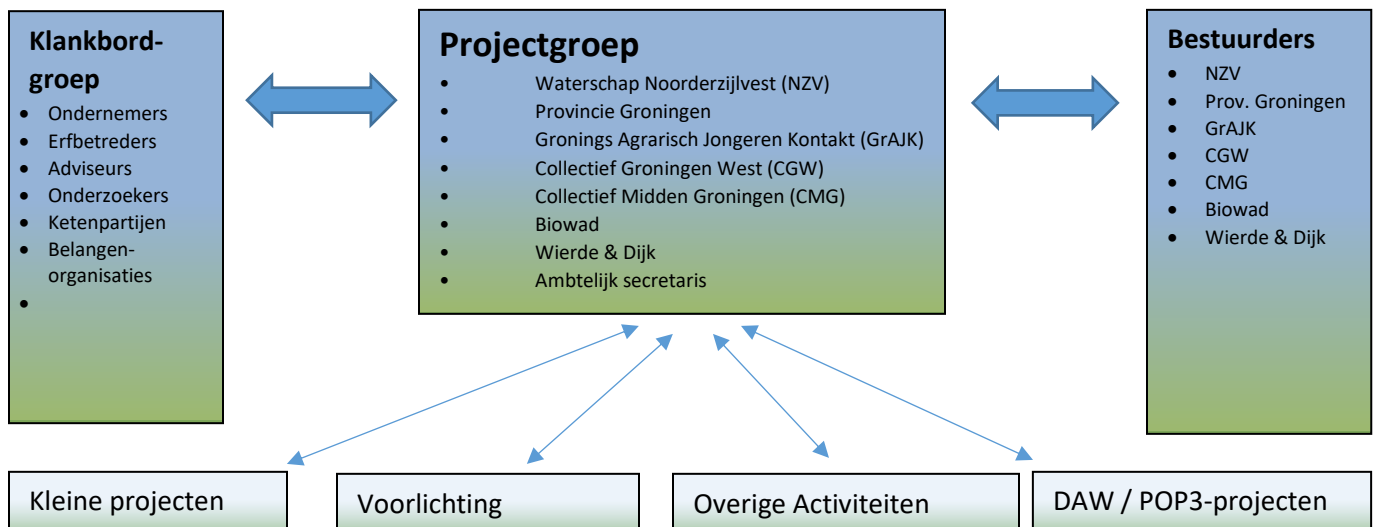 Klankbord-
groep
• Ondernemers
• Erfbetreders
• Adviseurs
• Onderzoekers
• Ketenpartijen
• Belangen-
organisaties
•
Projectgroep
• Waterschap Noorderzijlvest (NZV)
• Provincie Groningen
• Gronings Agrarisch Jongeren Kontakt (GrAJK)
• Collectief Groningen West (CGW)
• Collectief Midden Groningen (CMG)
• Biowad
• Wierde & Dijk
• Ambtelijk secretaris
Bestuurders
• NZV
• Prov. Groningen
• GrAJK
• CGW
• CMG
• Biowad
• Wierde & Dijk
Kleine projecten
Voorlichting
Overige Activiteiten
DAW / POP3-projecten